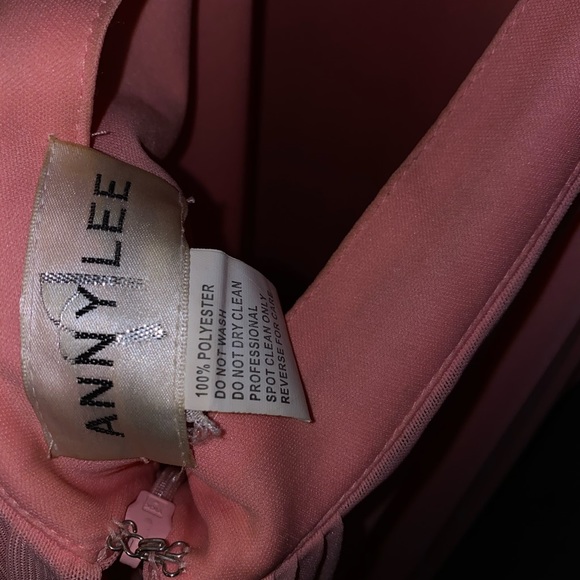 ANNY LEE
100% POLYESTER
DO NOT WASH
DO NOT DRY CLEAN
PROFESSIONAL
SPOT CLEAN ONLY
REVERSE FOR CARE